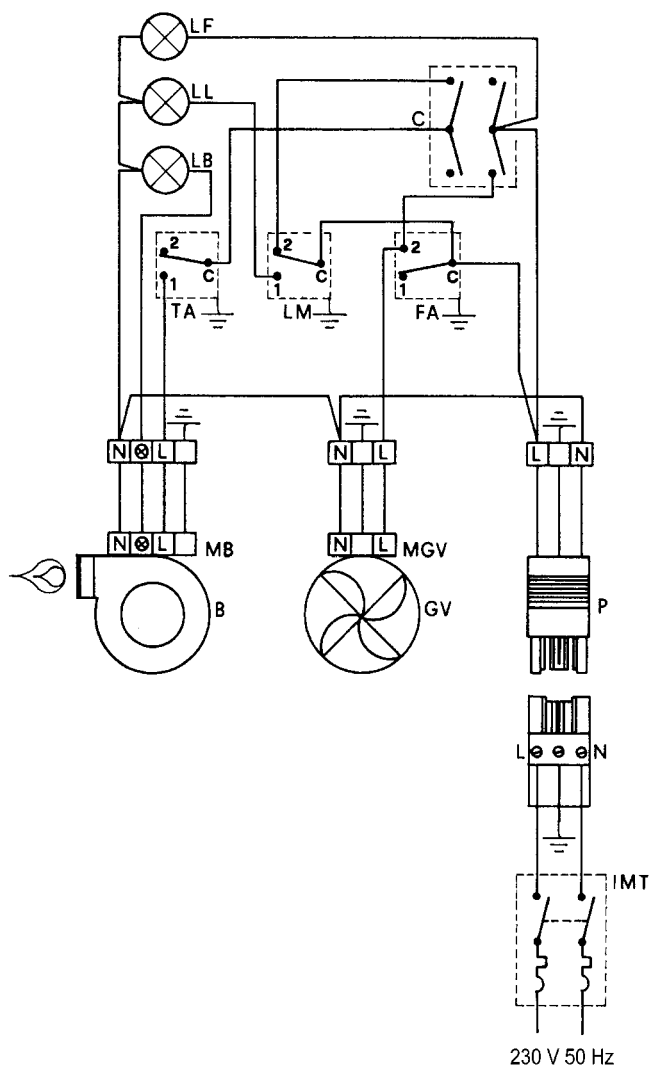 LF
LL
C
LB
2 C 1
TA
2 C 1
LM
2 C 1
FA
N L
N L
L N
N L MB
N L MGV
B
GV
P
L N
IMT
230 V 50 Hz